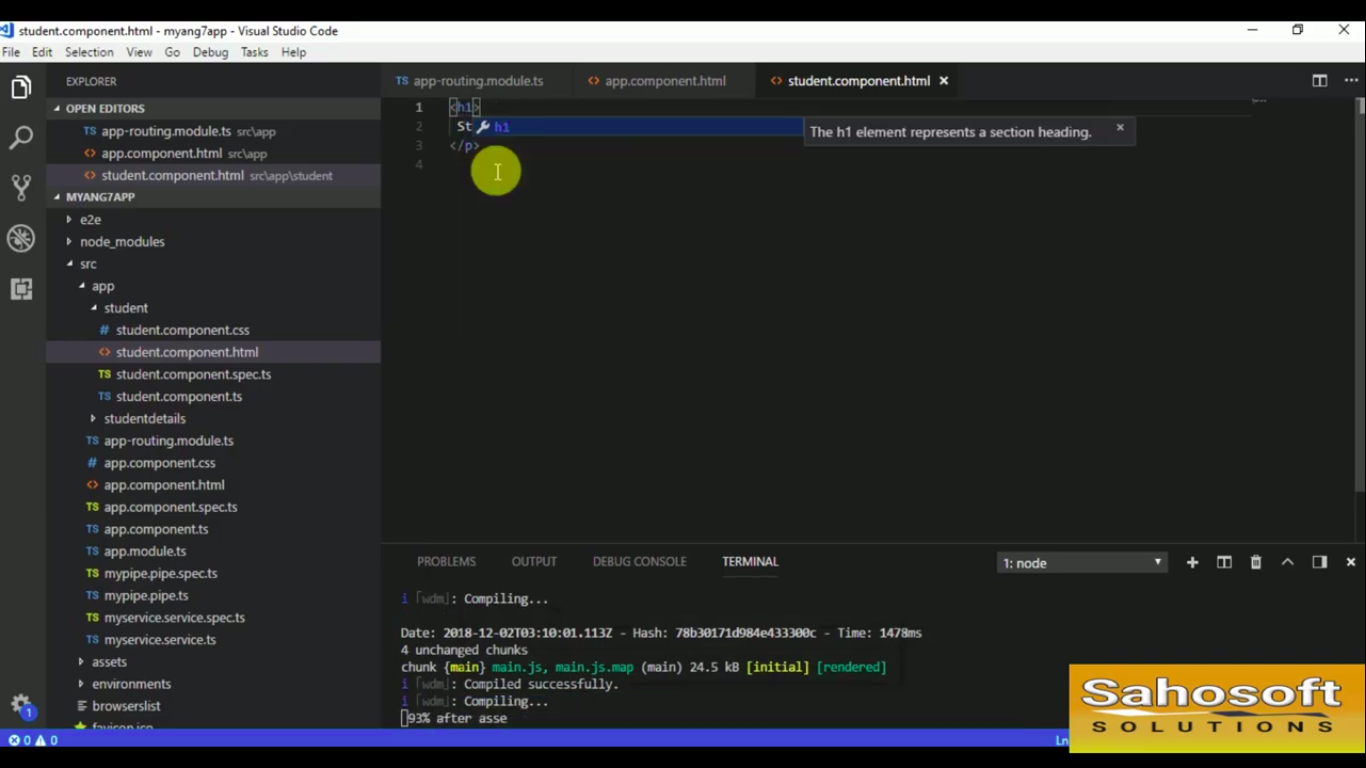 student.component.html - myang7app - Visual Studio Code
File Edit Selection View Go Debug Tasks Help
EXPLORER
OPEN EDITORS
TS app-routing.module.ts src\app
<> app.component.html src\app
<> student.component.html src\app\student
MYANG7APP
e2e
node_modules
src
app
student
# student.component.css
<> student.component.html
TS student.component.spec.ts
TS student.component.ts
studentdetails
TS app-routing.module.ts
# app.component.css
<> app.component.html
TS app.component.spec.ts
TS app.component.ts
TS app.module.ts
TS mypipe.pipe.spec.ts
TS mypipe.pipe.ts
TS myservice.service.spec.ts
TS myservice.service.ts
assets
environments
browserslist
favicon.ico
TS app-routing.module.ts <> app.component.html <> student.component.html
1 <h1>
2 St h1 The h1 element represents a section heading.
3 </p>
4
PROBLEMS OUTPUT DEBUG CONSOLE TERMINAL 1: node
i ｢wdm｣: Compiling...
Date: 2018-12-02T03:10:01.113Z - Hash: 78b30171d984e433300c - Time: 1478ms
4 unchanged chunks
chunk {main} main.js, main.js.map (main) 24.5 kB [initial] [rendered]
i ｢wdm｣: Compiled successfully.
i ｢wdm｣: Compiling...
93% after asse
1
0 0 Ln
Sahosoft
SOLUTIONS